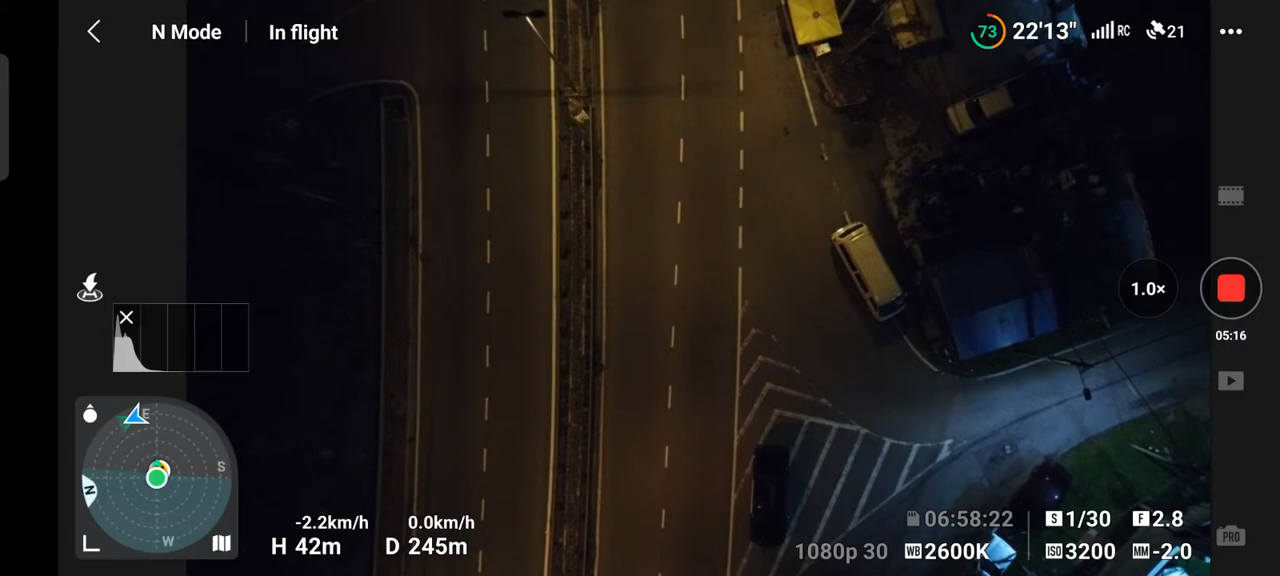 N Mode In flight
73 22'13" RC 21
1.0×
05:16
E
S
N
W
-2.2km/h 0.0km/h
H 42m D 245m
06:58:22 S 1/30 F 2.8
1080p 30 WB 2600K ISO 3200 MM -2.0
PRO